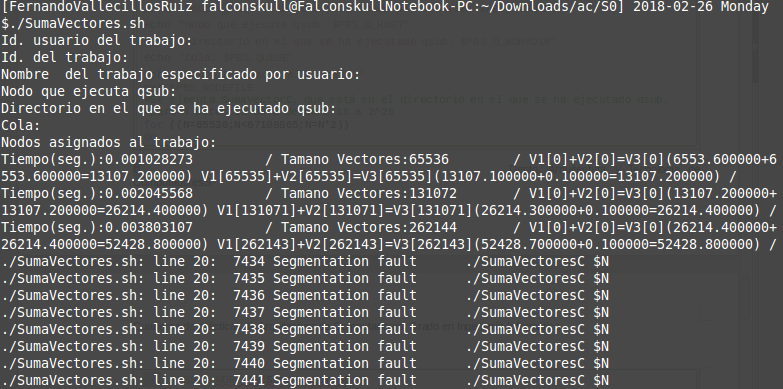 [FernandoVallecillosRuiz falconskull@FalconskullNotebook-PC:~/Downloads/ac/S0] 2018-02-26 Monday
$./SumaVectores.sh
Id. usuario del trabajo:
Id. del trabajo:
Nombre  del trabajo especificado por usuario:
Nodo que ejecuta qsub:
Directorio en el que se ha ejecutado qsub:
Cola:
Nodos asignados al trabajo:
Tiempo(seg.):0.001028273         / Tamano Vectores:65536        / V1[0]+V2[0]=V3[0](6553.600000+6
553.600000=13107.200000) V1[65535]+V2[65535]=V3[65535](13107.100000+0.100000=13107.200000) /
Tiempo(seg.):0.002045568         / Tamano Vectores:131072       / V1[0]+V2[0]=V3[0](13107.200000+
13107.200000=26214.400000) V1[131071]+V2[131071]=V3[131071](26214.300000+0.100000=26214.400000) /
Tiempo(seg.):0.003803107         / Tamano Vectores:262144       / V1[0]+V2[0]=V3[0](26214.400000+
26214.400000=52428.800000) V1[262143]+V2[262143]=V3[262143](52428.700000+0.100000=52428.800000) /
./SumaVectores.sh: line 20:  7434 Segmentation fault      ./SumaVectoresC $N
./SumaVectores.sh: line 20:  7435 Segmentation fault      ./SumaVectoresC $N
./SumaVectores.sh: line 20:  7436 Segmentation fault      ./SumaVectoresC $N
./SumaVectores.sh: line 20:  7437 Segmentation fault      ./SumaVectoresC $N
./SumaVectores.sh: line 20:  7438 Segmentation fault      ./SumaVectoresC $N
./SumaVectores.sh: line 20:  7439 Segmentation fault      ./SumaVectoresC $N
./SumaVectores.sh: line 20:  7440 Segmentation fault      ./SumaVectoresC $N
./SumaVectores.sh: line 20:  7441 Segmentation fault      ./SumaVectoresC $N